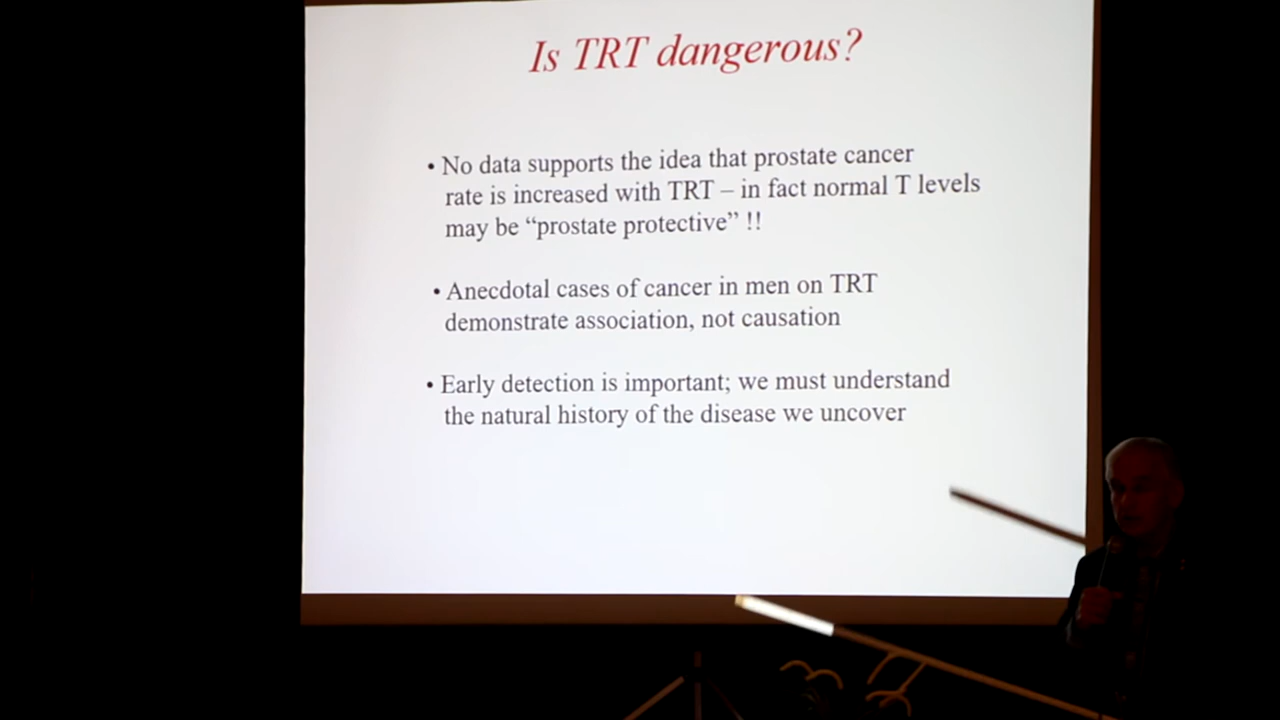 Is TRT dangerous?
• No data supports the idea that prostate cancer
rate is increased with TRT – in fact normal T levels
may be “prostate protective” !!
• Anecdotal cases of cancer in men on TRT
demonstrate association, not causation
• Early detection is important; we must understand
the natural history of the disease we uncover